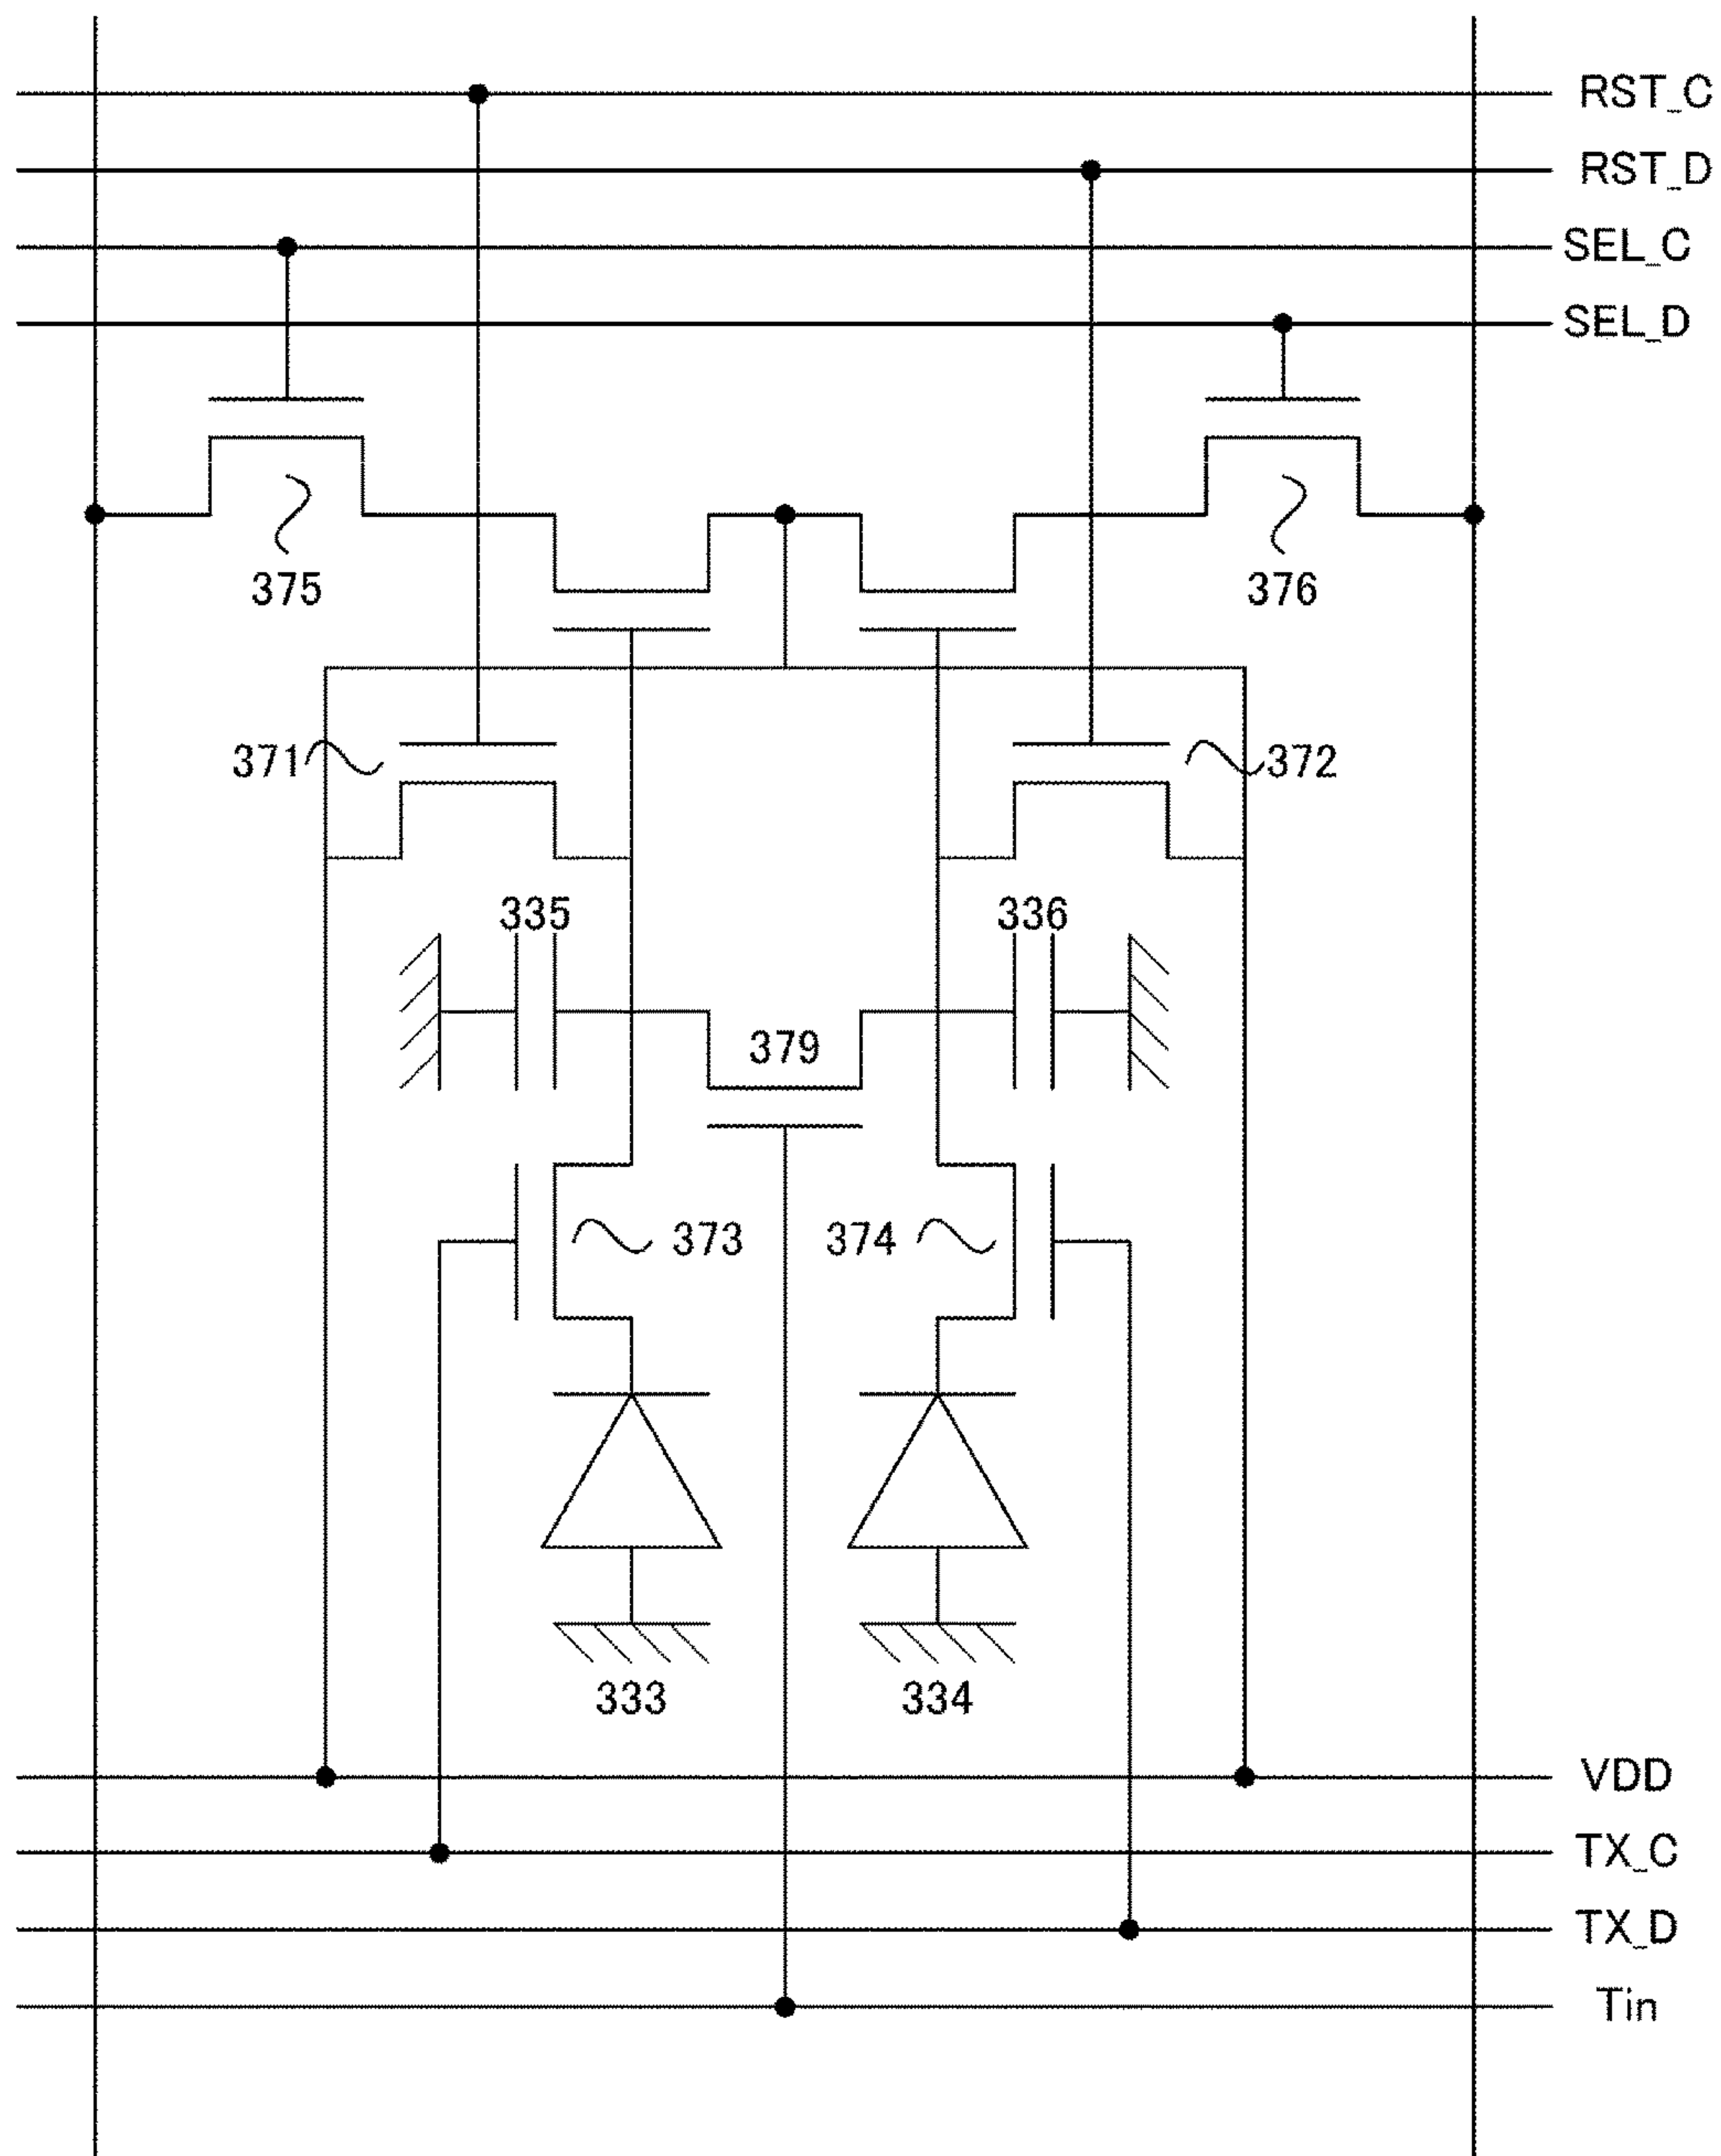 RST_C
RST_D
SEL_C
SEL_D
375
376
371
372
335
336
379
373
374
333
334
VDD
TX_C
TX_D
Tin